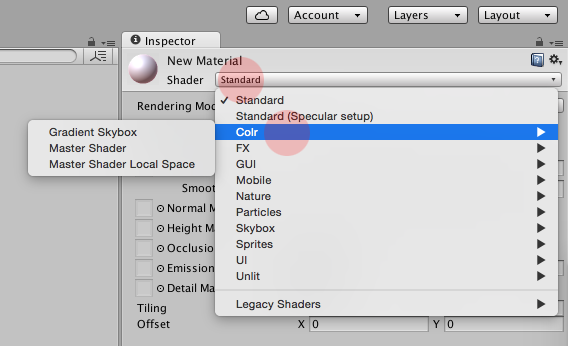 Account
Layers
Layout
Inspector
New Material
Shader
Standard
Rendering Mo
Standard
Standard (Specular setup)
Colr
Gradient Skybox
Master Shader
Master Shader Local Space
FX
GUI
Mobile
Nature
Particles
Skybox
Sprites
UI
Unlit
Legacy Shaders
Smoot
Normal M
Height Ma
Occlusio
Emission
Detail Ma
Tiling
Offset X 0 Y 0